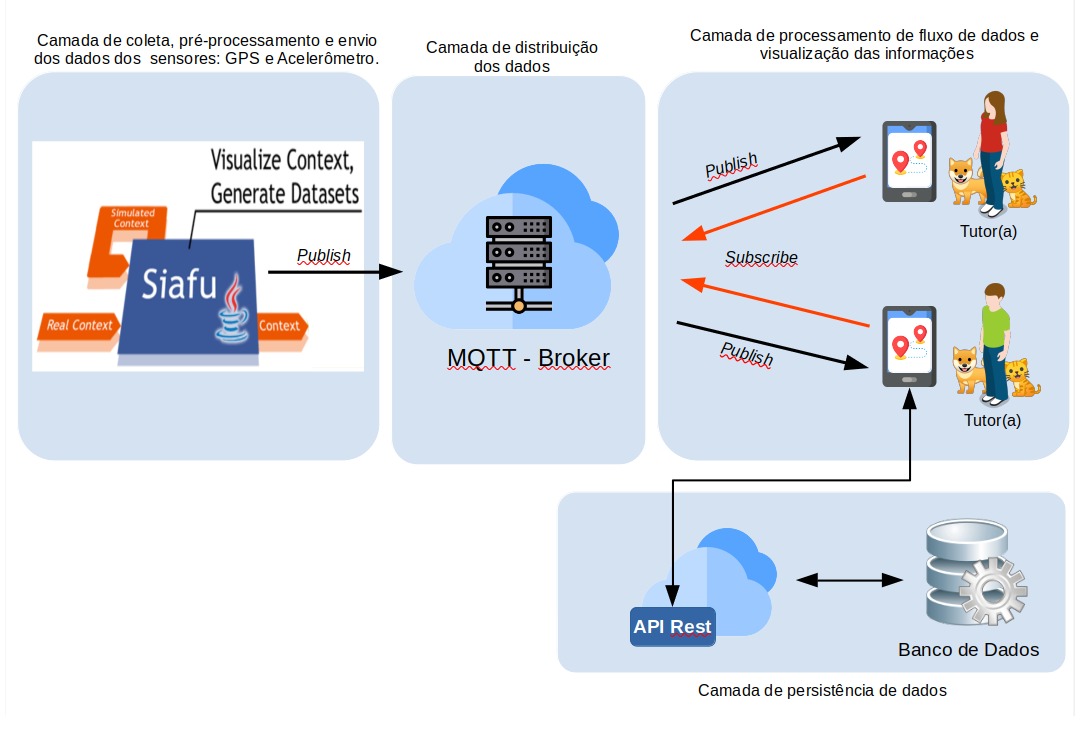 Camada de coleta, pré-processamento e envio
dos dados dos sensores: GPS e Acelerômetro.
Camada de distribuição
dos dados
Camada de processamento de fluxo de dados e
visualização das informações
Visualize Context,
Generate Datasets
Simulated
Context
Siafu
Real Context
Context
Publish
MQTT - Broker
Publish
Subscribe
Publish
Tutor(a)
Tutor(a)
API Rest
Banco de Dados
Camada de persistência de dados